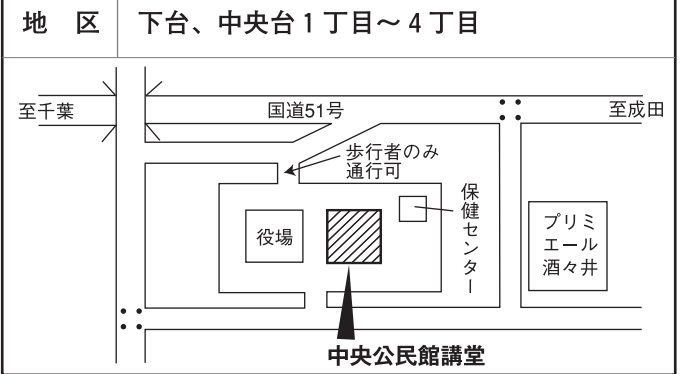 地 区 下台、中央台1丁目～4丁目
至千葉
国道51号
至成田
歩行者のみ
通行可
保健センター
役場
プリミ
エール
酒々井
中央公民館講堂